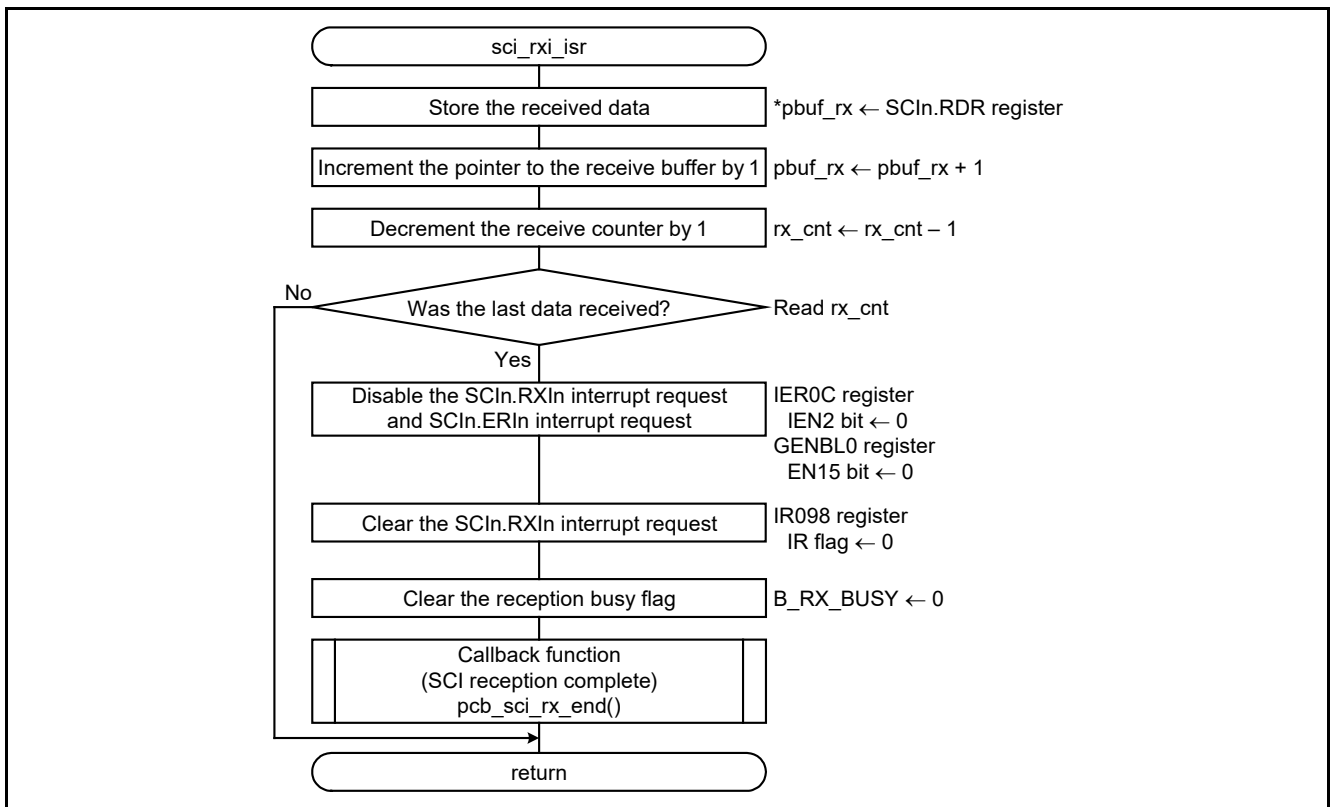 sci_rxi_isr
Store the received data
*pbuf_rx ← SCIn.RDR register
Increment the pointer to the receive buffer by 1
pbuf_rx ← pbuf_rx + 1
Decrement the receive counter by 1
rx_cnt ← rx_cnt – 1
No
Was the last data received?
Read rx_cnt
Yes
Disable the SCIn.RXIn interrupt request
and SCIn.ERIn interrupt request
IER0C register
IEN2 bit ← 0
GENBL0 register
EN15 bit ← 0
Clear the SCIn.RXIn interrupt request
IR098 register
IR flag ← 0
Clear the reception busy flag
B_RX_BUSY ← 0
Callback function
(SCI reception complete)
pcb_sci_rx_end()
return